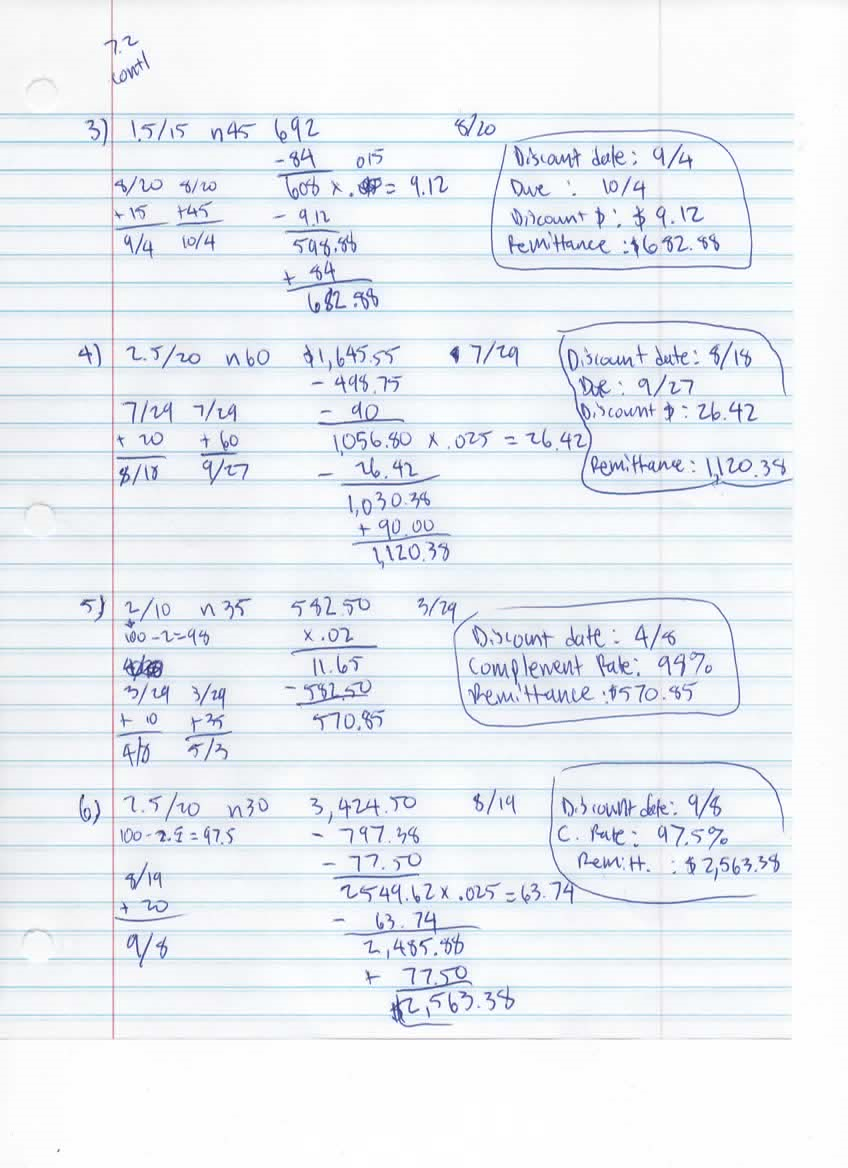 7.2
cont
3) 1.5/15 n45 692 8/20
- 84 015
608 x . = 9.12
8/20 8/20
+15 +45
9/4 10/4
- 9.12
598.88
+ 84
682.88
Discount date: 9/4
Due : 10/4
Discount $: $ 9.12
Remittance : $682.88
4) 2.5/20 n60 $1,645.55 7/29
- 498.75
- 90
1,056.80 x .025 = 26.42
7/29 7/29
+ 20 + 60
8/18 9/27
- 26.42
1,030.38
+ 90.00
1,120.38
Discount date: 8/18
Due : 9/27
Discount $ : 26.42
Remittance : 1,120.38
5) 2/10 n35 582.50 3/29
100 - 2 = 98 x .02
11.65
3/29 3/29
+ 10 + 35
4/8 5/3
- 582.50
570.85
Discount date : 4/8
Complement Rate: 98%
Remittance : $570.85
6) 2.5/20 n30 3,424.50 8/19
100 - 2.5 = 97.5 - 797.38
- 77.50
2549.62 x .025 = 63.74
8/19
+ 20
9/8
- 63.74
2,485.88
+ 77.50
$2,563.38
Discount date: 9/8
C. Rate: 97.5%
Remitt. : $2,563.38